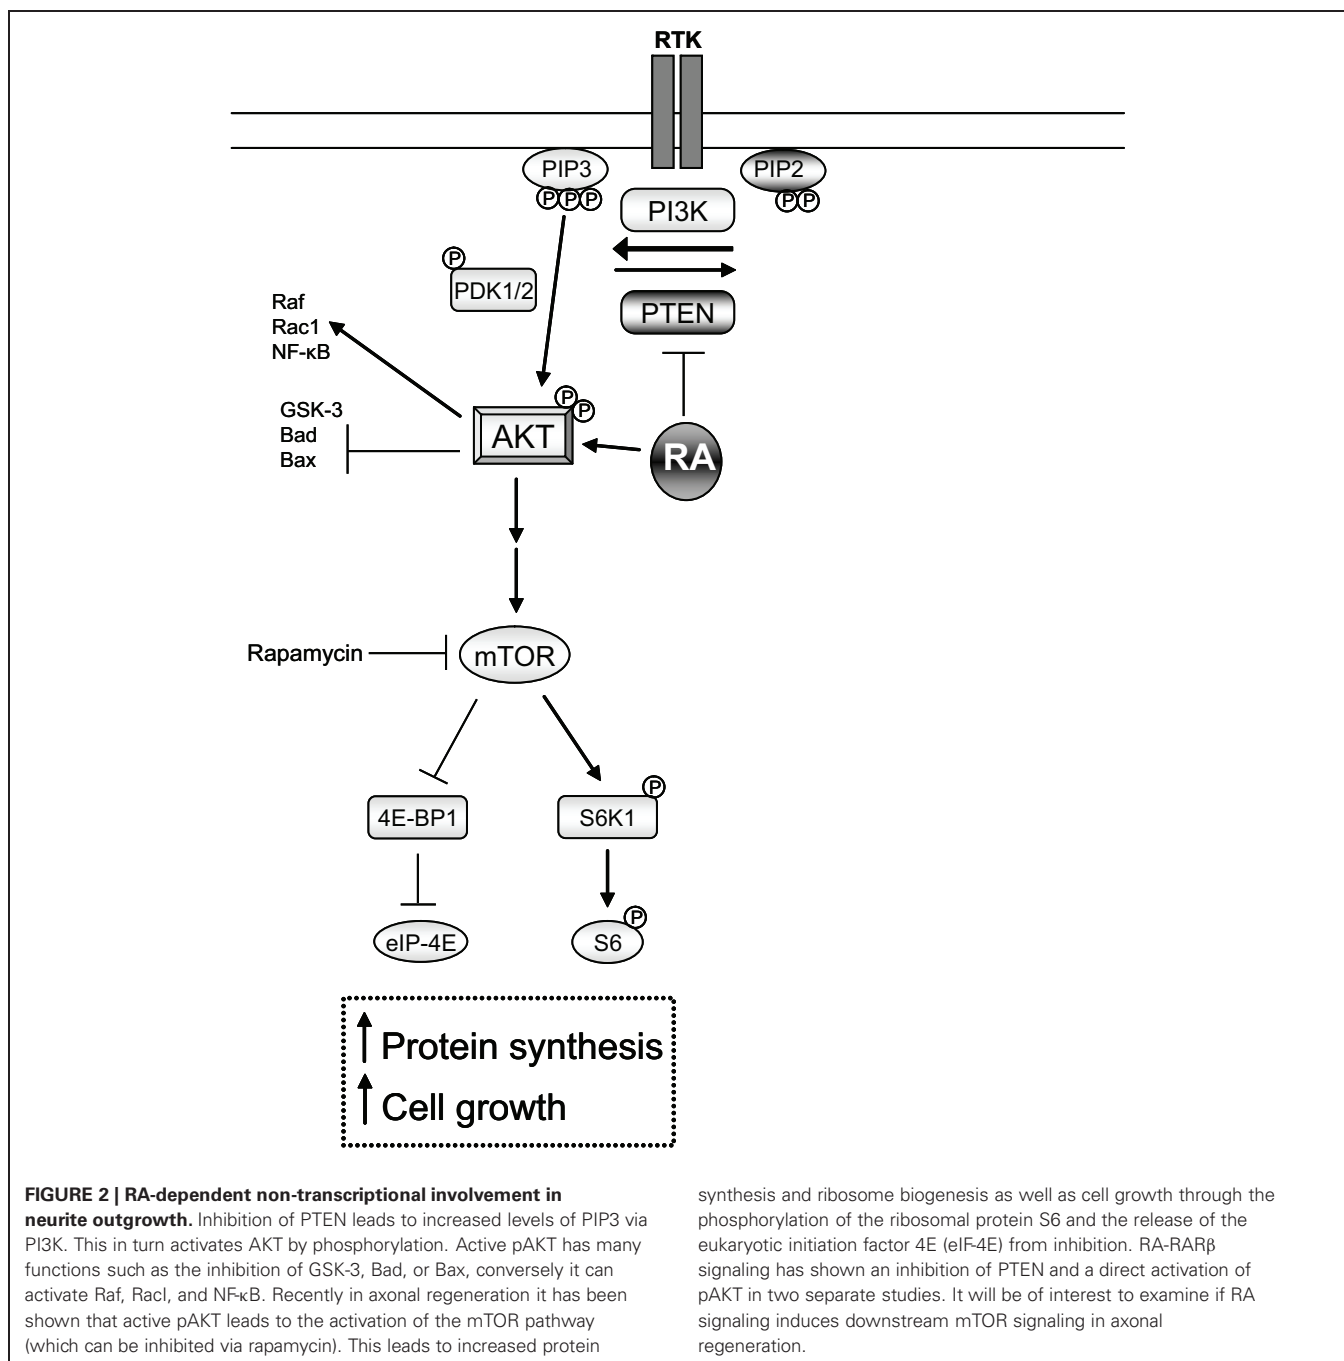 RTK
PIP3
P P P
PIP2
P P
PI3K
P
PDK1/2
PTEN
Raf
Rac1
NF-κB
GSK-3
Bad
Bax
P
P
AKT
RA
Rapamycin
mTOR
P
4E-BP1
S6K1
P
eIP-4E
S6
Protein synthesis
Cell growth
FIGURE 2 | RA-dependent non-transcriptional involvement in
neurite outgrowth. Inhibition of PTEN leads to increased levels of PIP3 via
PI3K. This in turn activates AKT by phosphorylation. Active pAKT has many
functions such as the inhibition of GSK-3, Bad, or Bax, conversely it can
activate Raf, RacI, and NF-κB. Recently in axonal regeneration it has been
shown that active pAKT leads to the activation of the mTOR pathway
(which can be inhibited via rapamycin). This leads to increased protein
synthesis and ribosome biogenesis as well as cell growth through the
phosphorylation of the ribosomal protein S6 and the release of the
eukaryotic initiation factor 4E (eIF-4E) from inhibition. RA-RARβ
signaling has shown an inhibition of PTEN and a direct activation of
pAKT in two separate studies. It will be of interest to examine if RA
signaling induces downstream mTOR signaling in axonal
regeneration.